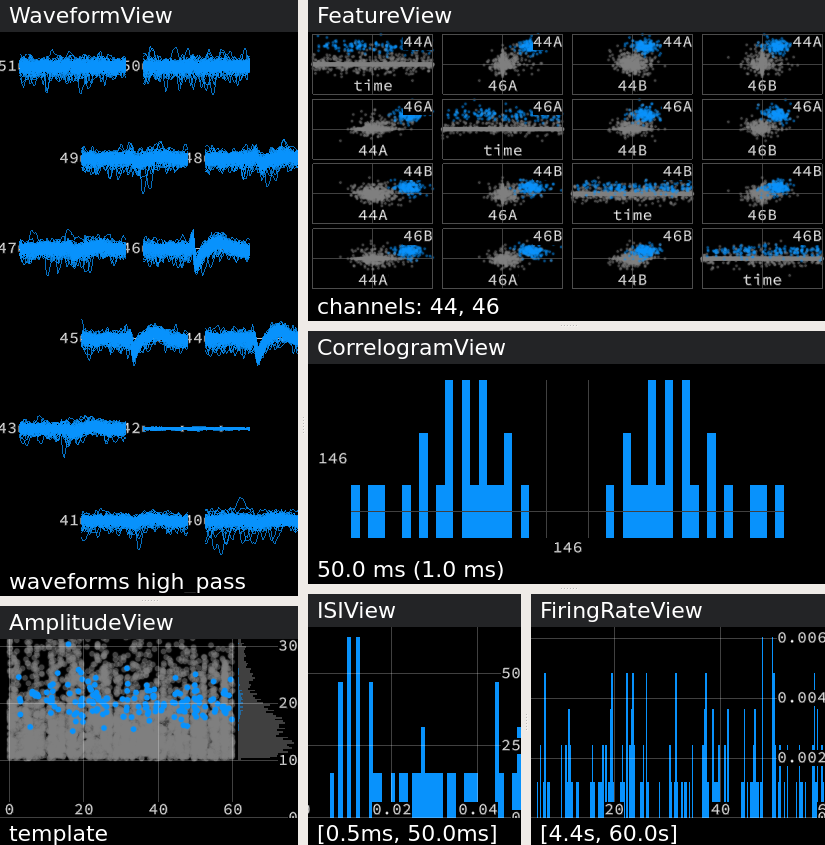 WaveformView
51
50
49
48
47
46
45
44
43
42
41
40
waveforms high_pass
FeatureView
44A
44A
44A
44A
time
46A
44B
46B
46A
46A
46A
46A
44A
time
44B
46B
44B
44B
44B
44B
44A
46A
time
46B
46B
46B
46B
46B
44A
46A
44B
time
channels: 44, 46
CorrelogramView
146
146
50.0 ms (1.0 ms)
AmplitudeView
30
20
10
0
0
20
40
60
template
ISIView
50
25
0
0.02
0.04
[0.5ms, 50.0ms]
FiringRateView
0.006
0.004
0.002
20
40
[4.4s, 60.0s]